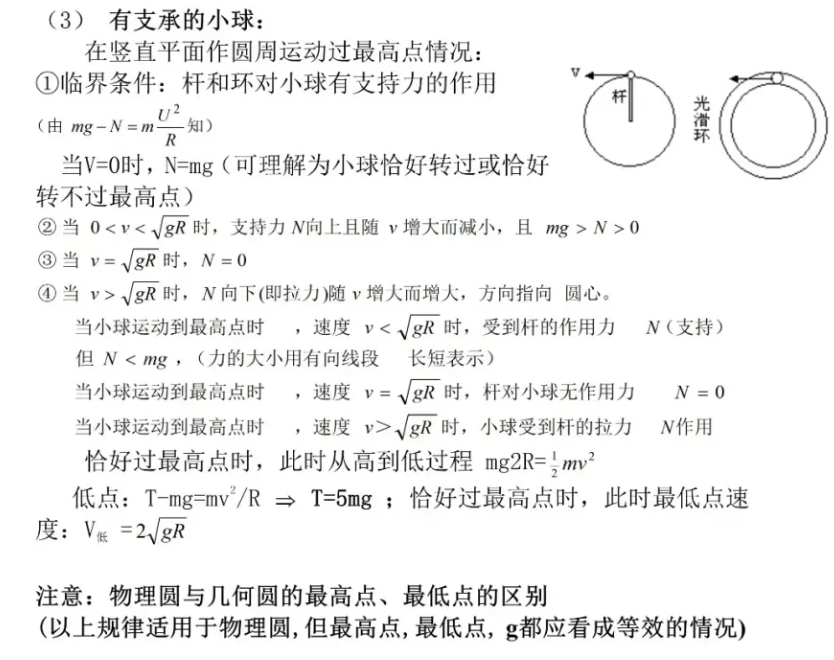 （3） 有支承的小球：
在竖直平面作圆周运动过最高点情况：
①临界条件：杆和环对小球有支持力的作用
（由 mg−N=m U²/R 知）
当V=0时，N=mg（可理解为小球恰好转过或恰好
转不过最高点）
②当 0<v<√gR 时，支持力 N向上且随 v 增大而减小，且 mg>N>0
③当 v=√gR 时，N=0
④当 v>√gR 时，N 向下(即拉力)随 v 增大而增大，方向指向 圆心。
当小球运动到最高点时 ，速度 v<√gR 时，受到杆的作用力 N（支持）
但 N<mg ，（力的大小用有向线段 长短表示）
当小球运动到最高点时 ，速度 v=√gR 时，杆对小球无作用力 N=0
当小球运动到最高点时 ，速度 v>√gR 时，小球受到杆的拉力 N作用
恰好过最高点时，此时从高到低过程 mg2R=½mv²
低点：T-mg=mv²/R ⇒ T=5mg ；恰好过最高点时，此时最低点速
度：V低 =2√gR
注意：物理圆与几何圆的最高点、最低点的区别
(以上规律适用于物理圆,但最高点,最低点, g都应看成等效的情况)
v
杆
光滑环